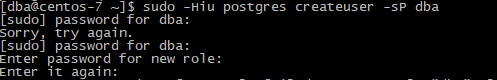 [dba@centos-7 ~]$ sudo -Hiu postgres createuser -sP dba
[sudo] password for dba:
Sorry, try again.
[sudo] password for dba:
Enter password for new role:
Enter it again: